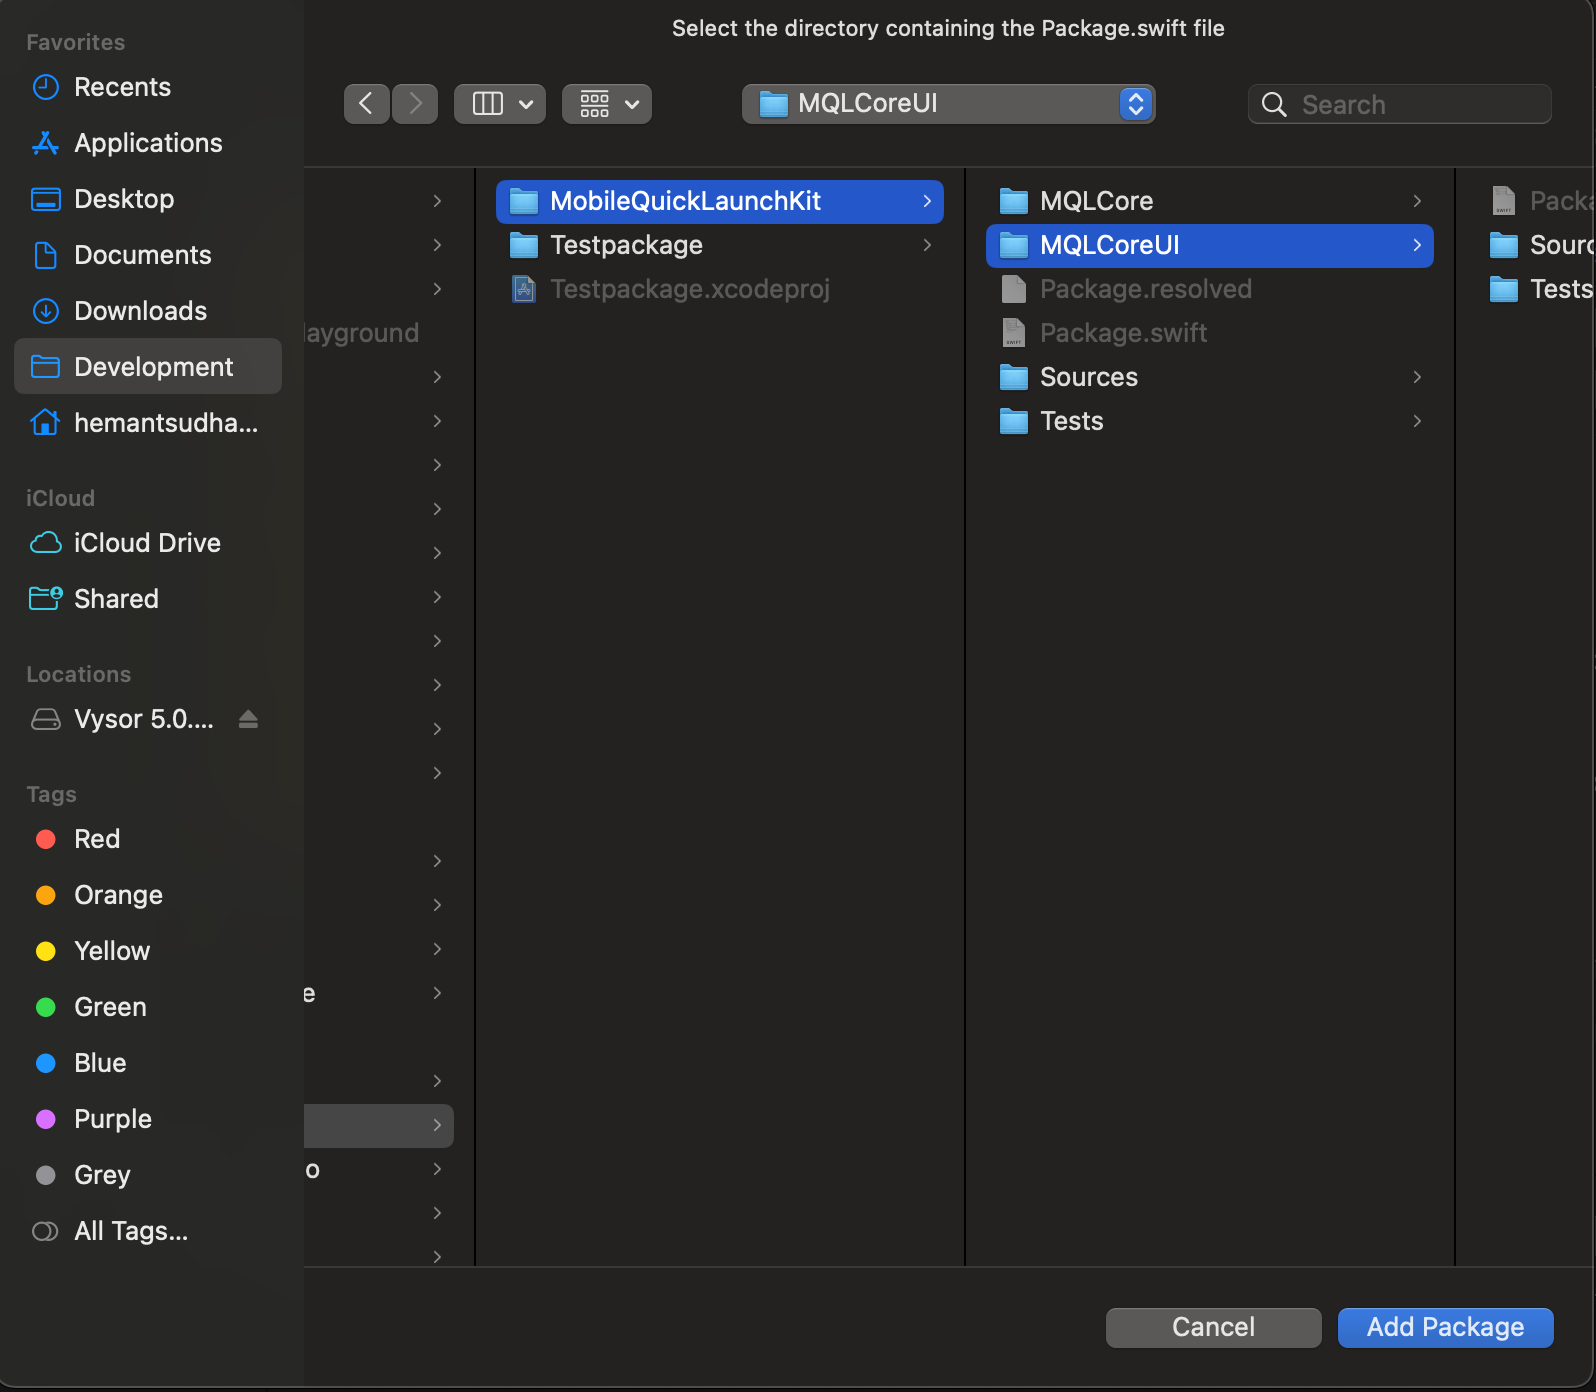 Select the directory containing the Package.swift file
Favorites
Recents
Applications
Desktop
Documents
Downloads
Development
hemantsudha...
iCloud
iCloud Drive
Shared
Locations
Vysor 5.0....
Tags
Red
Orange
Yellow
Green
Blue
Purple
Grey
All Tags...
MQLCoreUI
Search
layground
e
o
MobileQuickLaunchKit
Testpackage
Testpackage.xcodeproj
MQLCore
MQLCoreUI
Package.resolved
Package.swift
Sources
Tests
Packa
Sourc
Tests
Cancel
Add Package